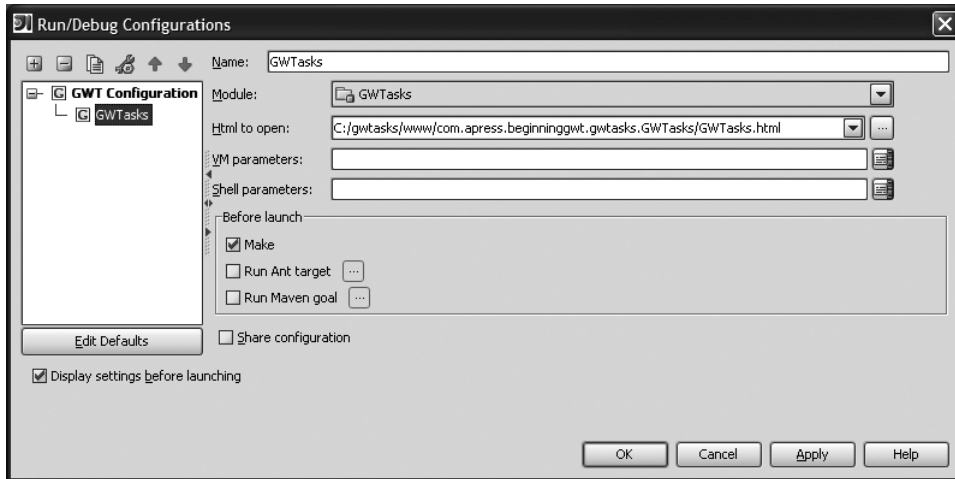 Run/Debug Configurations
Name: GWTasks
GWT Configuration
GWTasks
Module: GWTasks
Html to open: C:/gwtasks/www/com.apress.beginninggwt.gwtasks.GWTasks/GWTasks.html
VM parameters:
Shell parameters:
Before launch
Make
Run Ant target ...
Run Maven goal ...
Edit Defaults
Share configuration
Display settings before launching
OK Cancel Apply Help